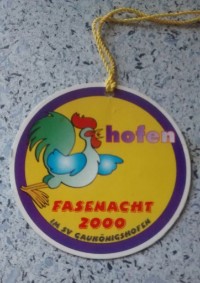 hofen
FASENACHT
2000
IM SV GAUKÖNIGSHOFEN